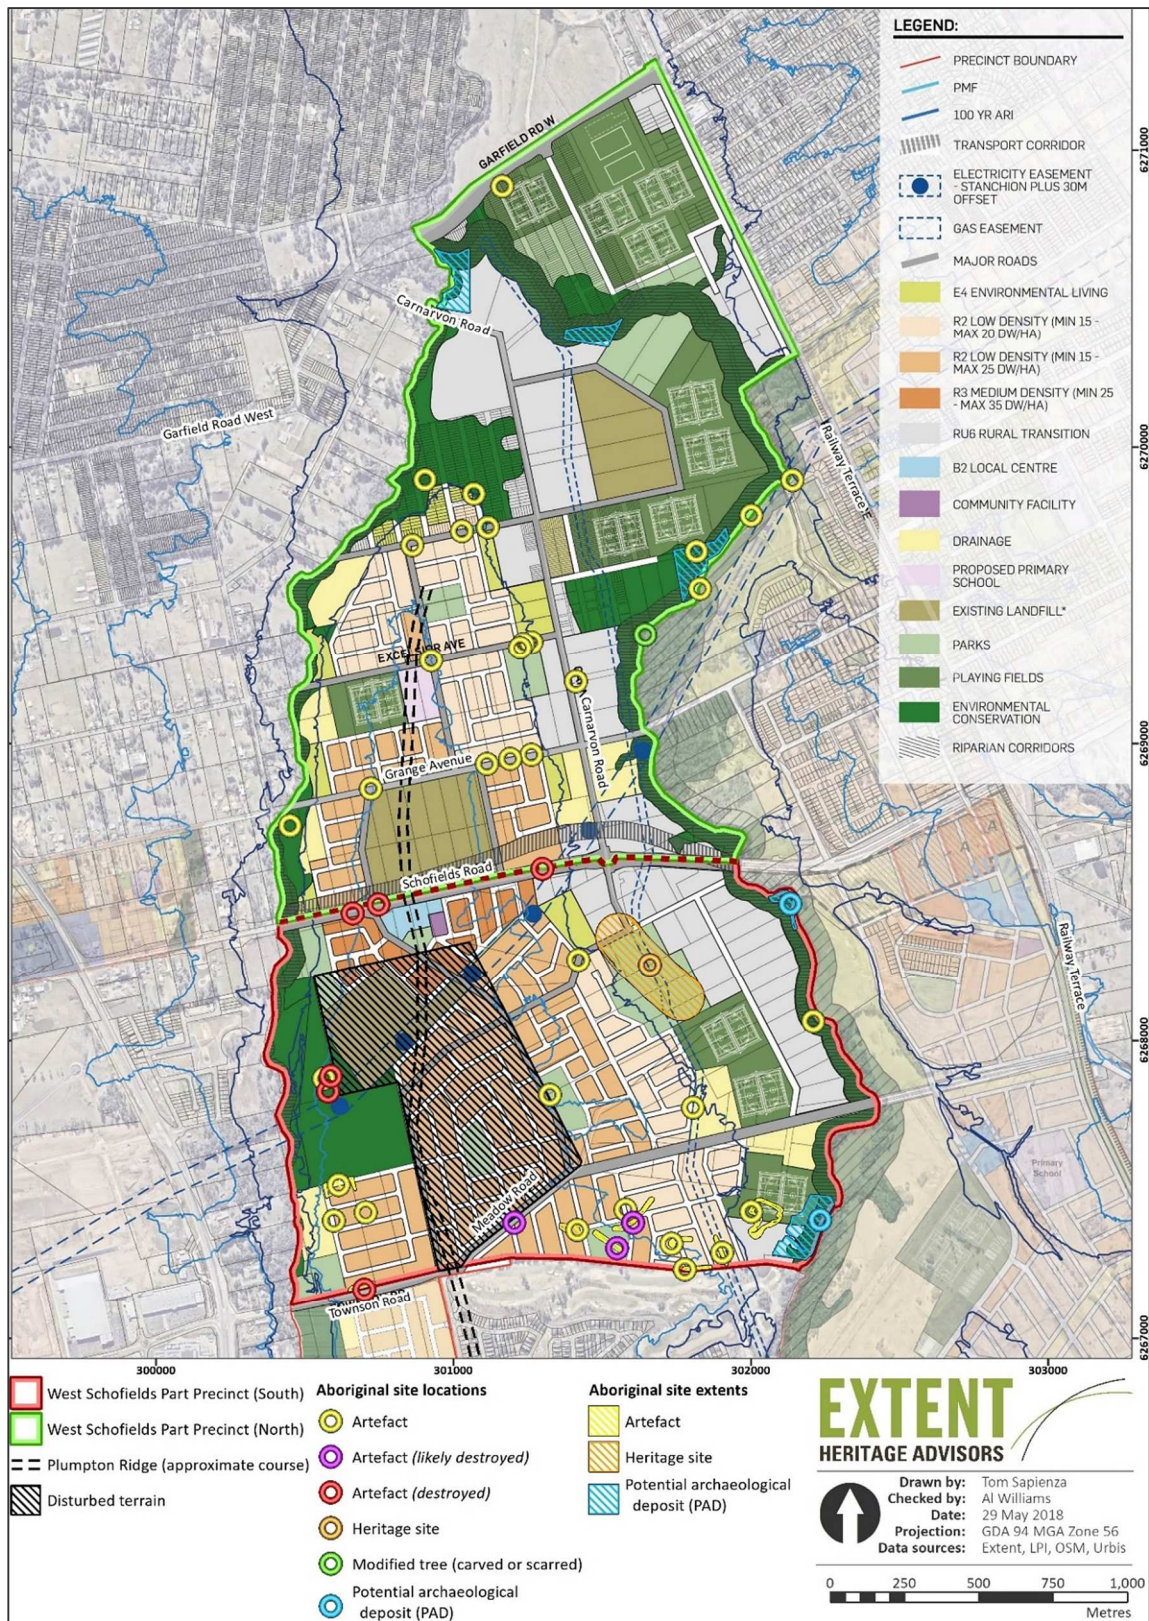 LEGEND:
PRECINCT BOUNDARY
PMF
100 YR ARI
TRANSPORT CORRIDOR
ELECTRICITY EASEMENT
- STANCHION PLUS 30M
OFFSET
GAS EASEMENT
MAJOR ROADS
E4 ENVIRONMENTAL LIVING
R2 LOW DENSITY (MIN 15 -
MAX 20 DW/HA)
R2 LOW DENSITY (MIN 15 -
MAX 25 DW/HA)
R3 MEDIUM DENSITY (MIN 25
- MAX 35 DW/HA)
RU6 RURAL TRANSITION
B2 LOCAL CENTRE
COMMUNITY FACILITY
DRAINAGE
PROPOSED PRIMARY
SCHOOL
EXISTING LANDFILL*
PARKS
PLAYING FIELDS
ENVIRONMENTAL
CONSERVATION
RIPARIAN CORRIDORS
GARFIELD RD W
Carnarvon Road
Garfield Road West
Railway Terrace
EXCELSIOR AVE
Carnarvon Road
Grange Avenue
Schofields Road
Railway Terrace
Meadow Road
Primary
School
Townson Road
6271000
6270000
6269000
6268000
6267000
300000
301000
302000
303000
West Schofields Part Precinct (South)
West Schofields Part Precinct (North)
Plumpton Ridge (approximate course)
Disturbed terrain
Aboriginal site locations
Artefact
Artefact (likely destroyed)
Artefact (destroyed)
Heritage site
Modified tree (carved or scarred)
Potential archaeological
deposit (PAD)
Aboriginal site extents
Artefact
Heritage site
Potential archaeological
deposit (PAD)
EXTENT
HERITAGE ADVISORS
Drawn by: Tom Sapienza
Checked by: Al Williams
Date: 29 May 2018
Projection: GDA 94 MGA Zone 56
Data sources: Extent, LPI, OSM, Urbis
0 250 500 750 1,000
Metres